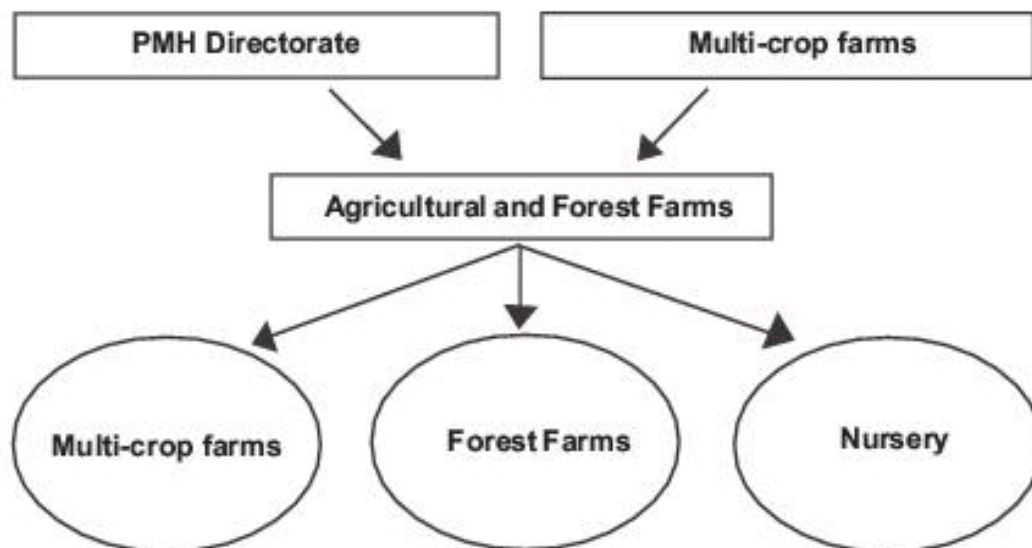 PMH Directorate
Multi-crop farms
Agricultural and Forest Farms
Multi-crop farms
Forest Farms
Nursery